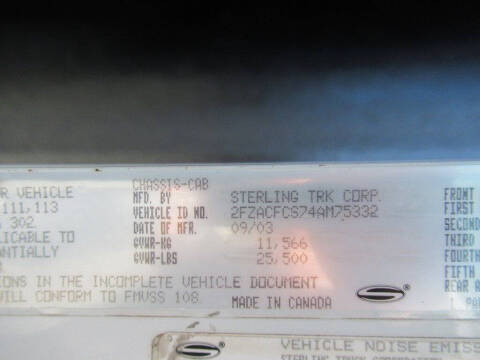 CHASSIS-CAB
R VEHICLE MFD. BY STERLING TRK CORP. FRONT
111,113 VEHICLE ID NO. 2FZACFCS74AM75332 FIRST
302 DATE OF MFR. 09/03 SECOND
LICABLE TO GVWR-KG 11,566 THIRD
ANTIALLY GVWR-LBS 25,500 FOURTH
FIFTH
IONS IN THE INCOMPLETE VEHICLE DOCUMENT REAR A
WILL CONFORM TO FMVSS 108. MADE IN CANADA
VEHICLE NOISE EMISS